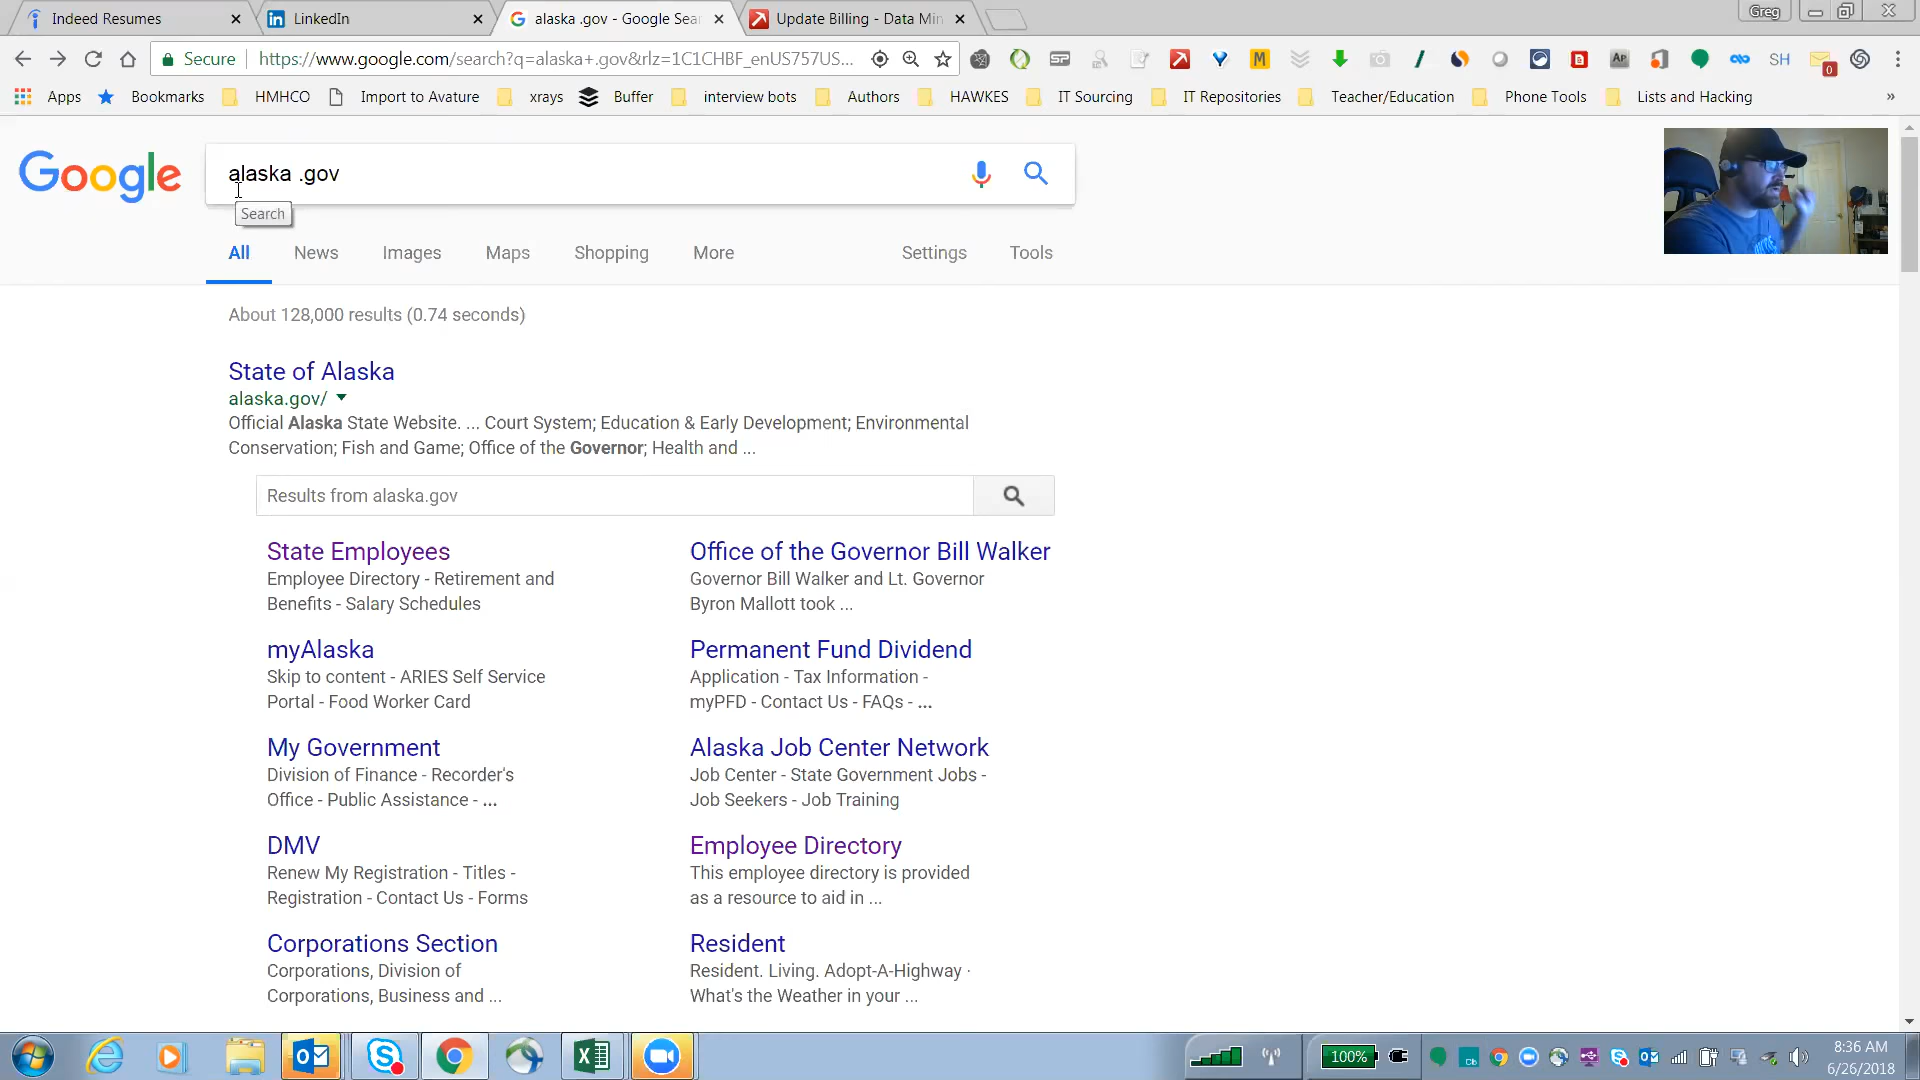 Indeed Resumes
LinkedIn
alaska .gov - Google Sea
Update Billing - Data Min
Greg
Secure
https://www.google.com/search?q=alaska+.gov&rlz=1C1CHBF_enUS757US...
SP
M
Ap
SH
0
Apps
Bookmarks
HMHCO
Import to Avature
xrays
Buffer
interview bots
Authors
HAWKES
IT Sourcing
IT Repositories
Teacher/Education
Phone Tools
Lists and Hacking
»
Google
alaska .gov
Search
All
News
Images
Maps
Shopping
More
Settings
Tools
About 128,000 results (0.74 seconds)
State of Alaska
alaska.gov/
Official Alaska State Website. ... Court System; Education & Early Development; Environmental
Conservation; Fish and Game; Office of the Governor; Health and ...
Results from alaska.gov
State Employees
Employee Directory - Retirement and
Benefits - Salary Schedules
Office of the Governor Bill Walker
Governor Bill Walker and Lt. Governor
Byron Mallott took ...
myAlaska
Skip to content - ARIES Self Service
Portal - Food Worker Card
Permanent Fund Dividend
Application - Tax Information -
myPFD - Contact Us - FAQs - ...
My Government
Division of Finance - Recorder's
Office - Public Assistance - ...
Alaska Job Center Network
Job Center - State Government Jobs -
Job Seekers - Job Training
DMV
Renew My Registration - Titles -
Registration - Contact Us - Forms
Employee Directory
This employee directory is provided
as a resource to aid in ...
Corporations Section
Corporations, Division of
Corporations, Business and ...
Resident
Resident. Living. Adopt-A-Highway ·
What's the Weather in your ...
100%
Cb
8:36 AM
6/26/2018